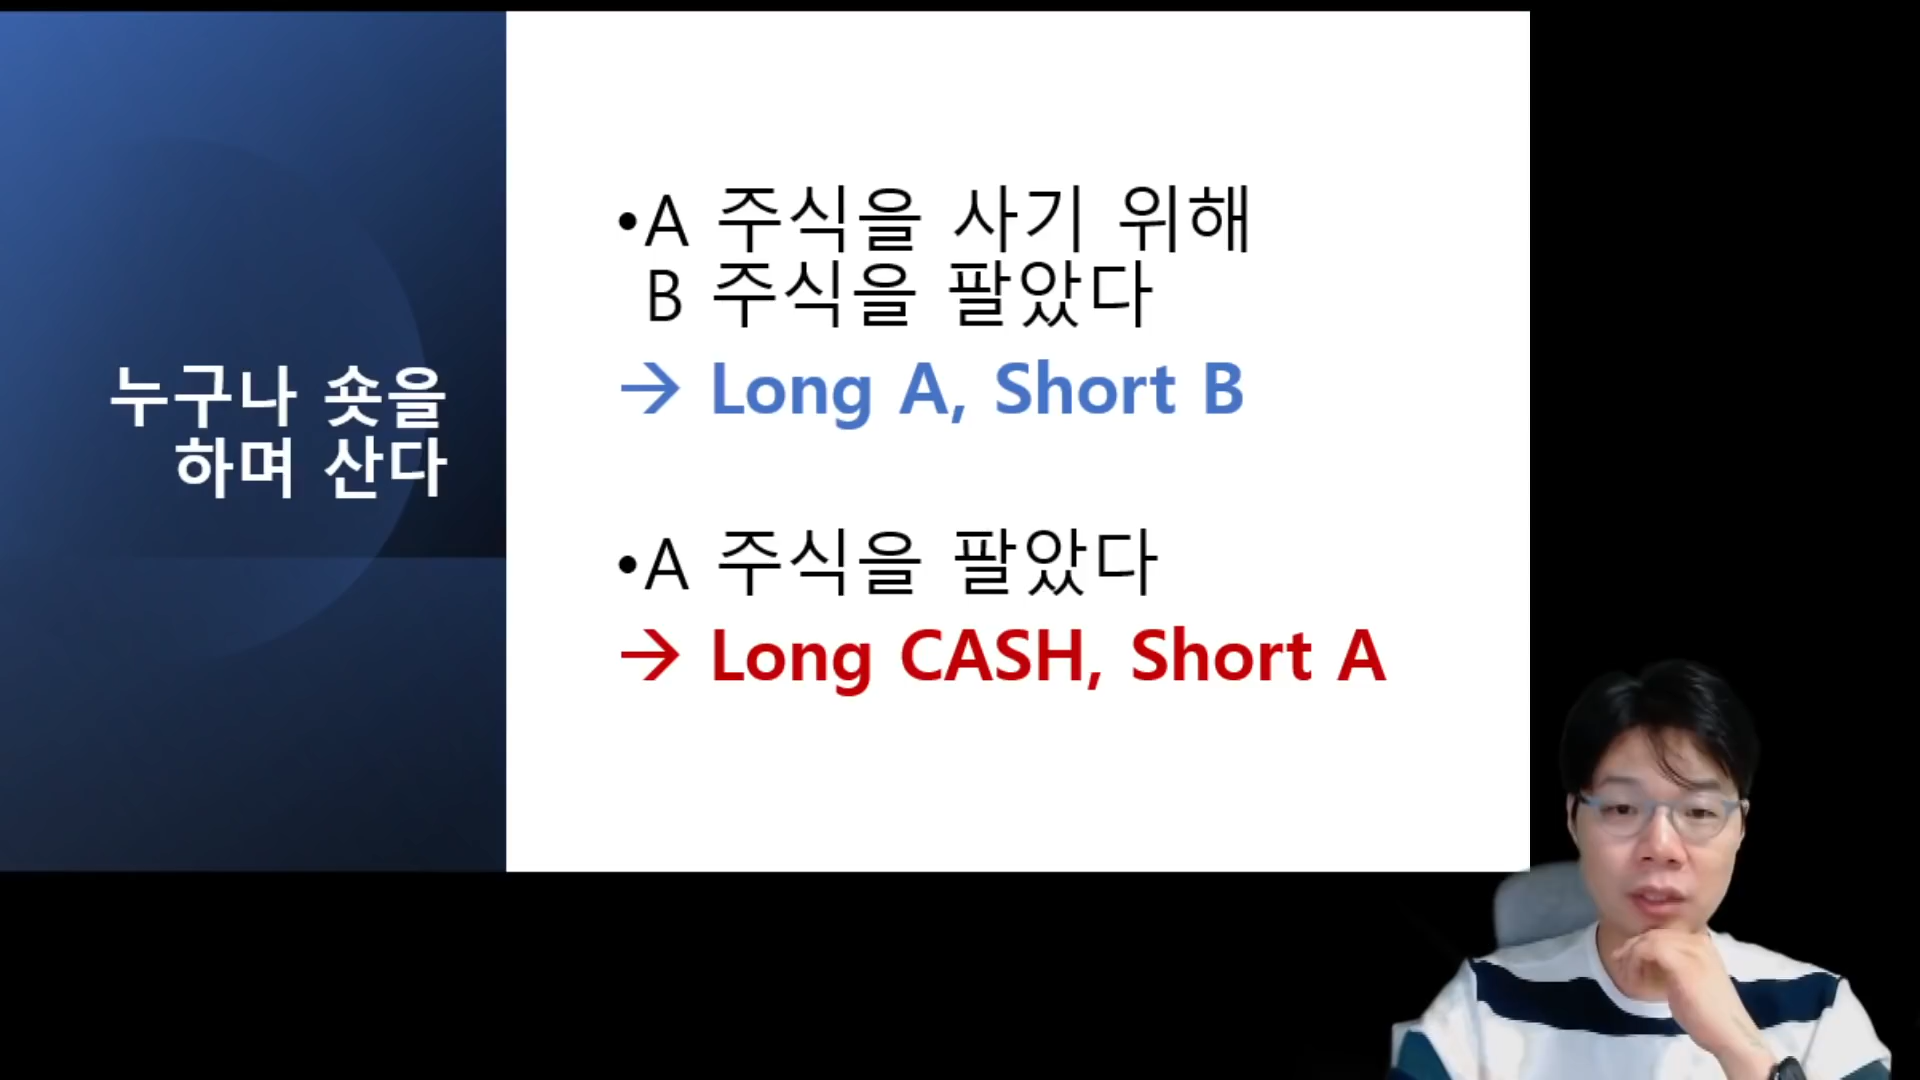 누구나 숏을
하며 산다
•A 주식을 사기 위해
B 주식을 팔았다
→ Long A, Short B
•A 주식을 팔았다
→ Long CASH, Short A